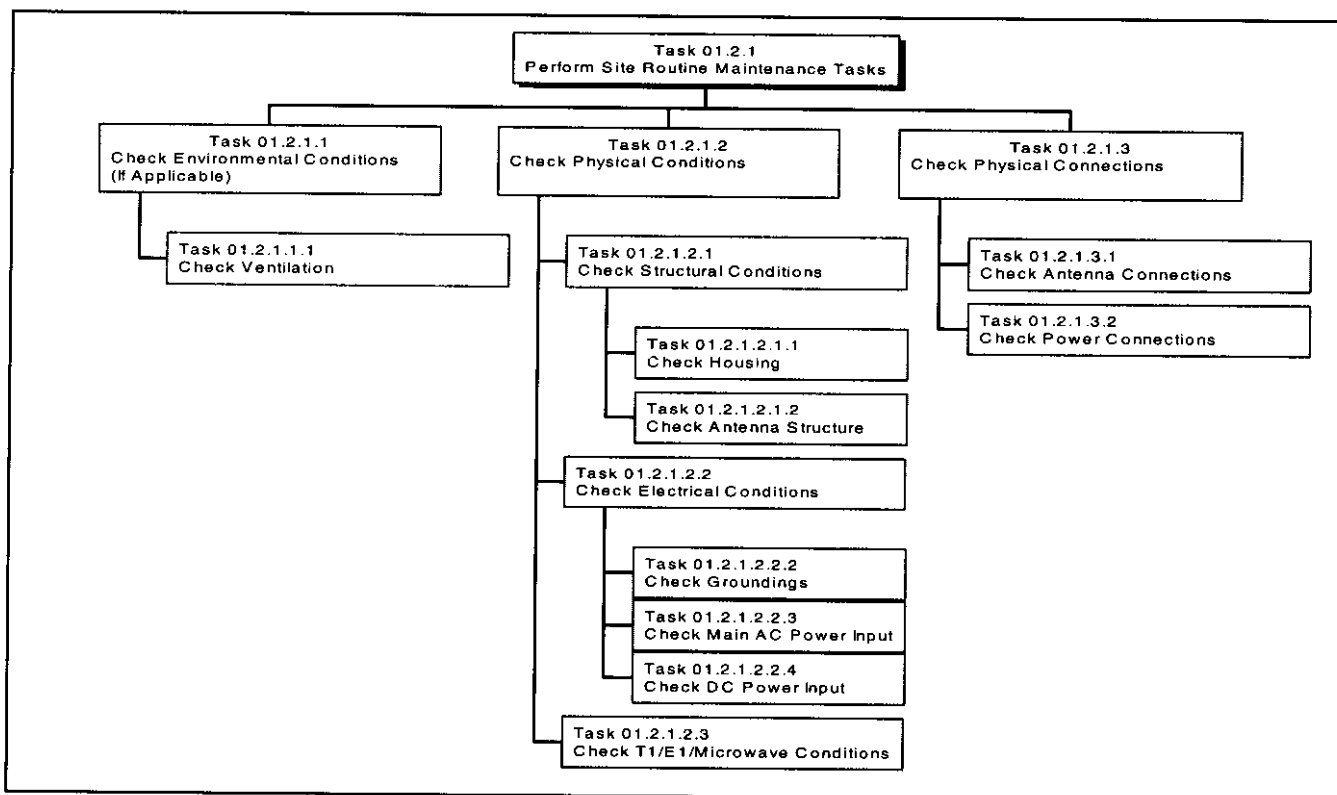 Task 01.2.1
Perform Site Routine Maintenance Tasks
Task 01.2.1.1
Check Environmental Conditions
(If Applicable)
Task 01.2.1.1.1
Check Ventilation
Task 01.2.1.2
Check Physical Conditions
Task 01.2.1.2.1
Check Structural Conditions
Task 01.2.1.2.1.1
Check Housing
Task 01.2.1.2.1.2
Check Antenna Structure
Task 01.2.1.2.2
Check Electrical Conditions
Task 01.2.1.2.2.2
Check Groundings
Task 01.2.1.2.2.3
Check Main AC Power Input
Task 01.2.1.2.2.4
Check DC Power Input
Task 01.2.1.2.3
Check T1/E1/Microwave Conditions
Task 01.2.1.3
Check Physical Connections
Task 01.2.1.3.1
Check Antenna Connections
Task 01.2.1.3.2
Check Power Connections